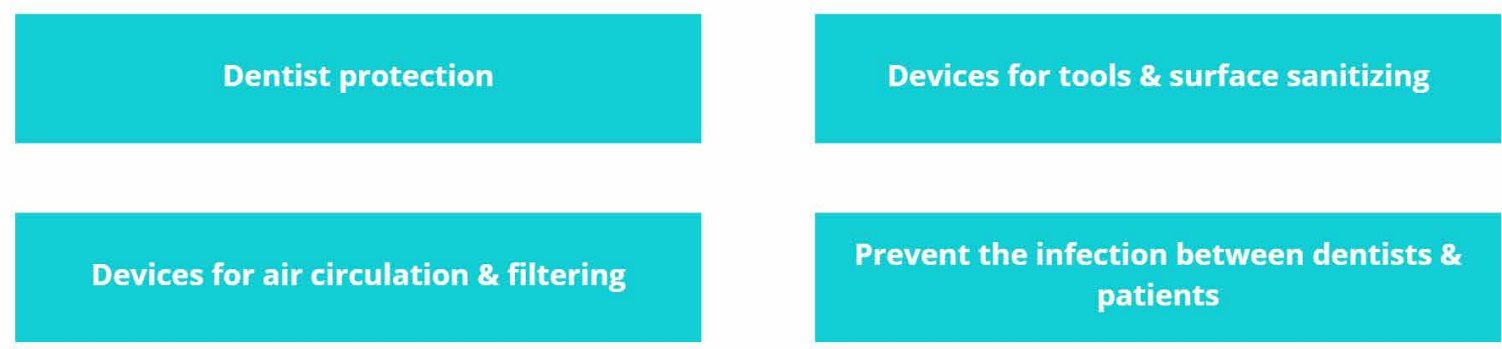 Dentist protection
Devices for tools & surface sanitizing
Devices for air circulation & filtering
Prevent the infection between dentists &
patients